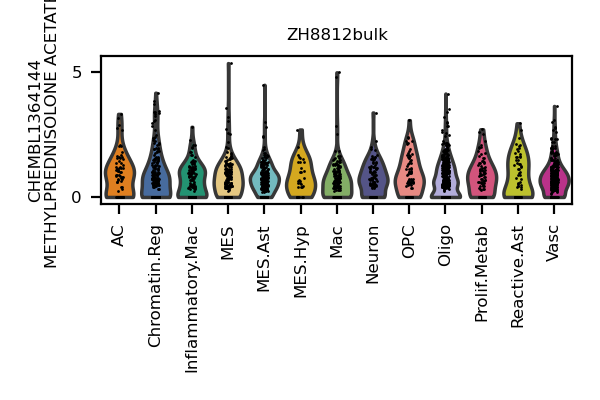 ZH8812bulk
CHEMBL1364144
METHYLPREDNISOLONE ACETAT
5
0
AC
Chromatin.Reg
Inflammatory.Mac
MES
MES.Ast
MES.Hyp
Mac
Neuron
OPC
Oligo
Prolif.Metab
Reactive.Ast
Vasc